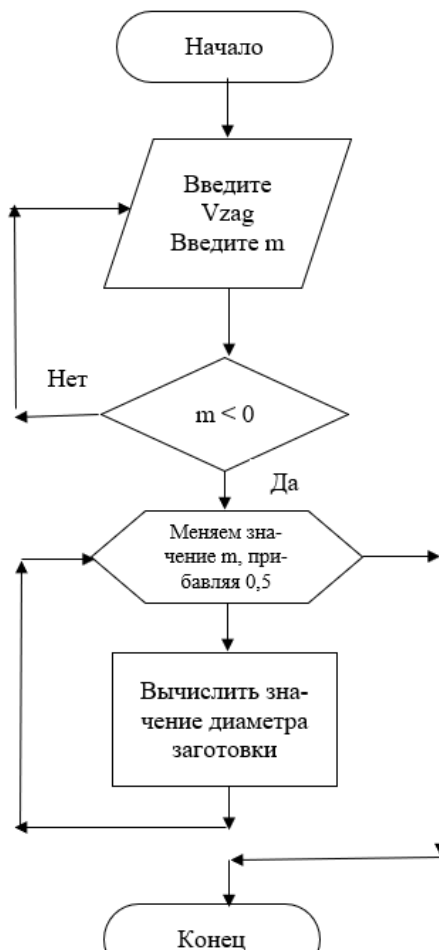 Начало
Введите
Vzag
Введите m
Нет
m < 0
Да
Меняем зна-
чение m, при-
бавляя 0,5
Вычислить зна-
чение диаметра
заготовки
Конец